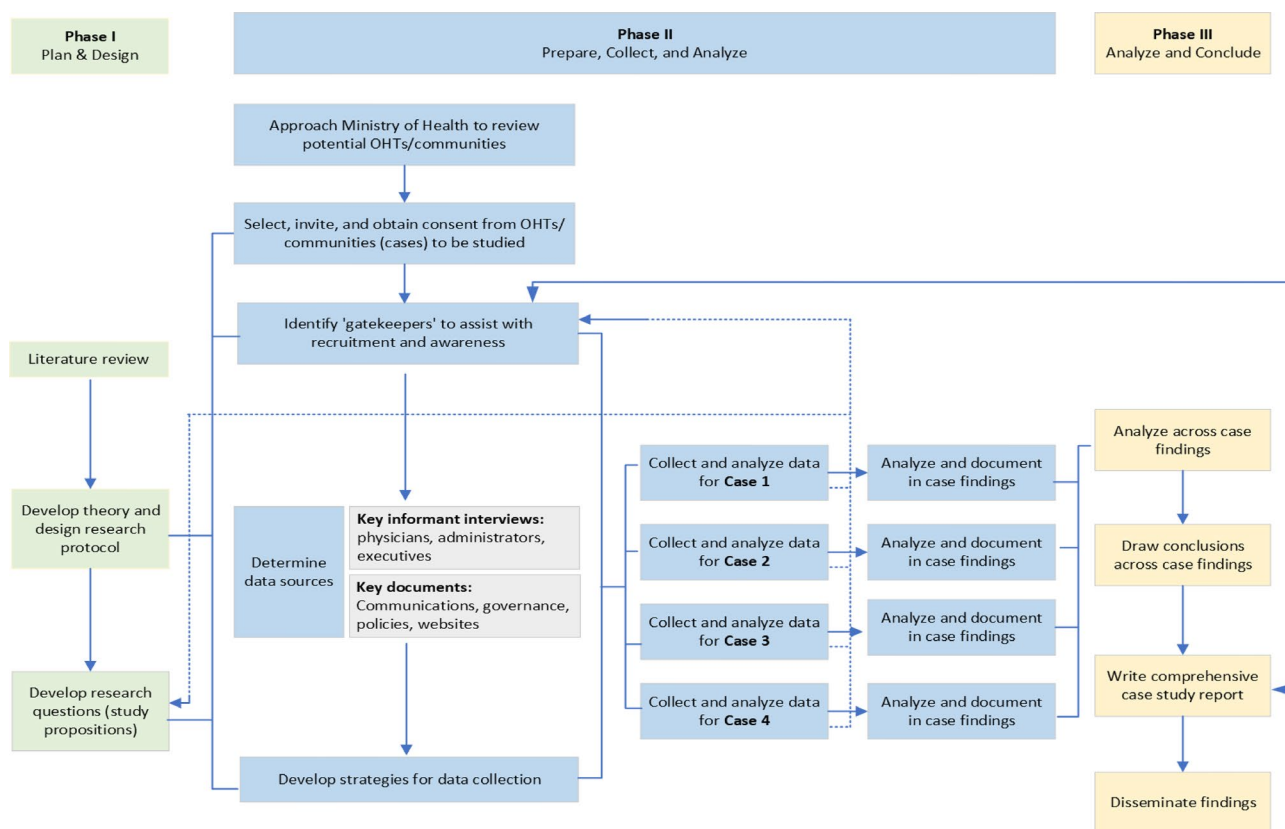 Phase I
Plan & Design
Phase II
Prepare, Collect, and Analyze
Phase III
Analyze and Conclude
Approach Ministry of Health to review
potential OHTs/communities
Select, invite, and obtain consent from OHTs/
communities (cases) to be studied
Identify 'gatekeepers' to assist with
recruitment and awareness
Literature review
Develop theory and
design research
protocol
Develop research
questions (study
propositions)
Determine
data sources
Key informant interviews:
physicians, administrators,
executives
Key documents:
Communications, governance,
policies, websites
Develop strategies for data collection
Collect and analyze data
for Case 1
Analyze and document
in case findings
Collect and analyze data
for Case 2
Analyze and document
in case findings
Collect and analyze data
for Case 3
Analyze and document
in case findings
Collect and analyze data
for Case 4
Analyze and document
in case findings
Analyze across case
findings
Draw conclusions
across case findings
Write comprehensive
case study report
Disseminate findings